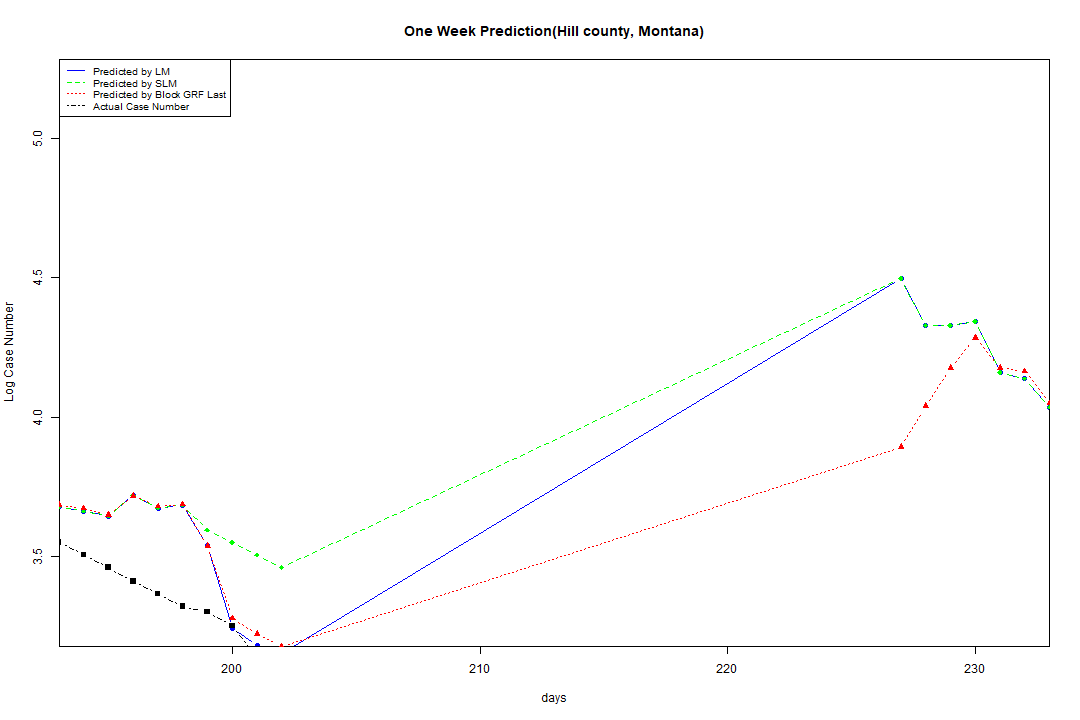 One Week Prediction(Hill county, Montana)
Predicted by LM
Predicted by SLM
Predicted by Block GRF Last
Actual Case Number
5.0
4.5
4.0
3.5
Log Case Number
200
210
220
230
days